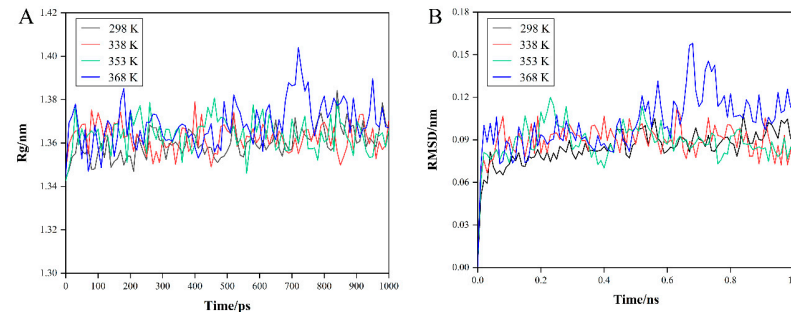 A
Rg/nm
1.42
1.40
1.38
1.36
1.34
1.32
1.30
298 K
338 K
353 K
368 K
0 100 200 300 400 500 600 700 800 900 1000
Time/ps
B
RMSD/nm
0.18
0.15
0.12
0.09
0.06
0.03
0.00
298 K
338 K
353 K
368 K
0.0 0.2 0.4 0.6 0.8 1
Time/ns